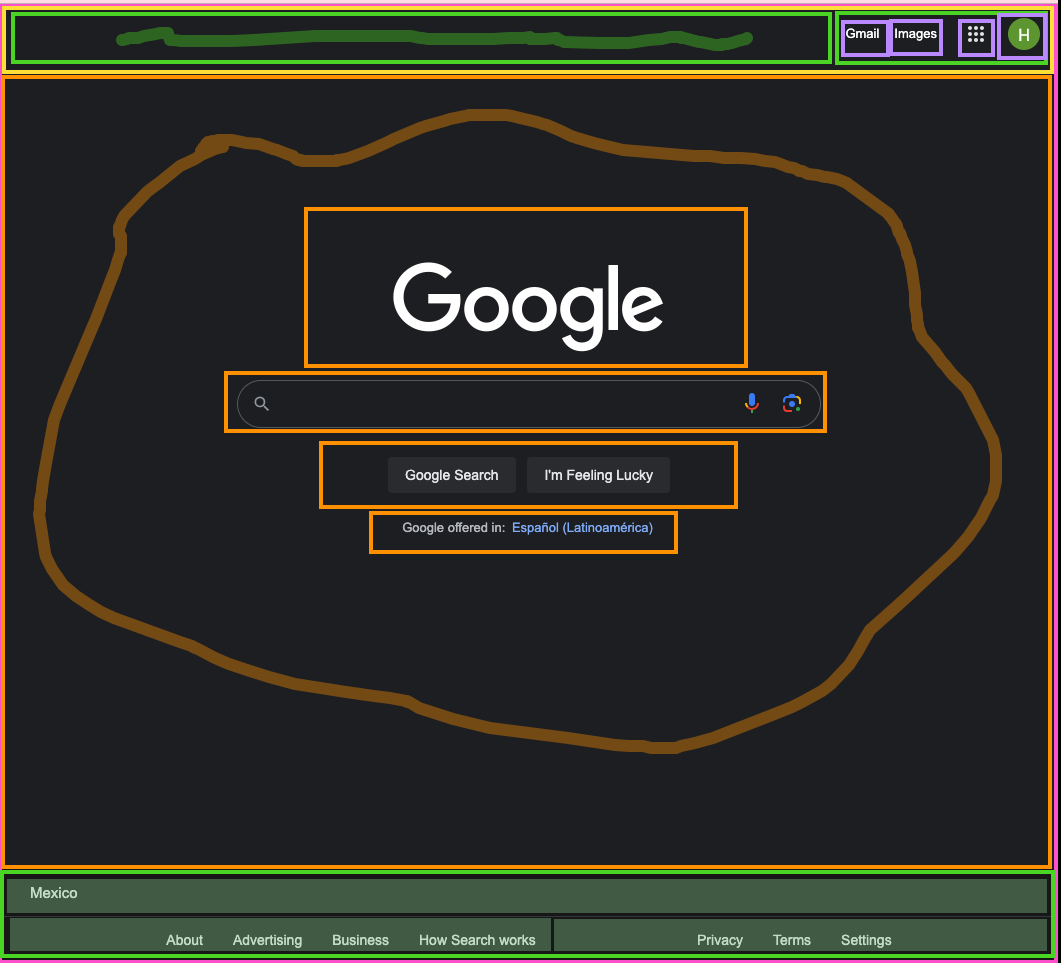 Gmail Images H
Google
Google Search I'm Feeling Lucky
Google offered in: Español (Latinoamérica)
Mexico
About Advertising Business How Search works Privacy Terms Settings